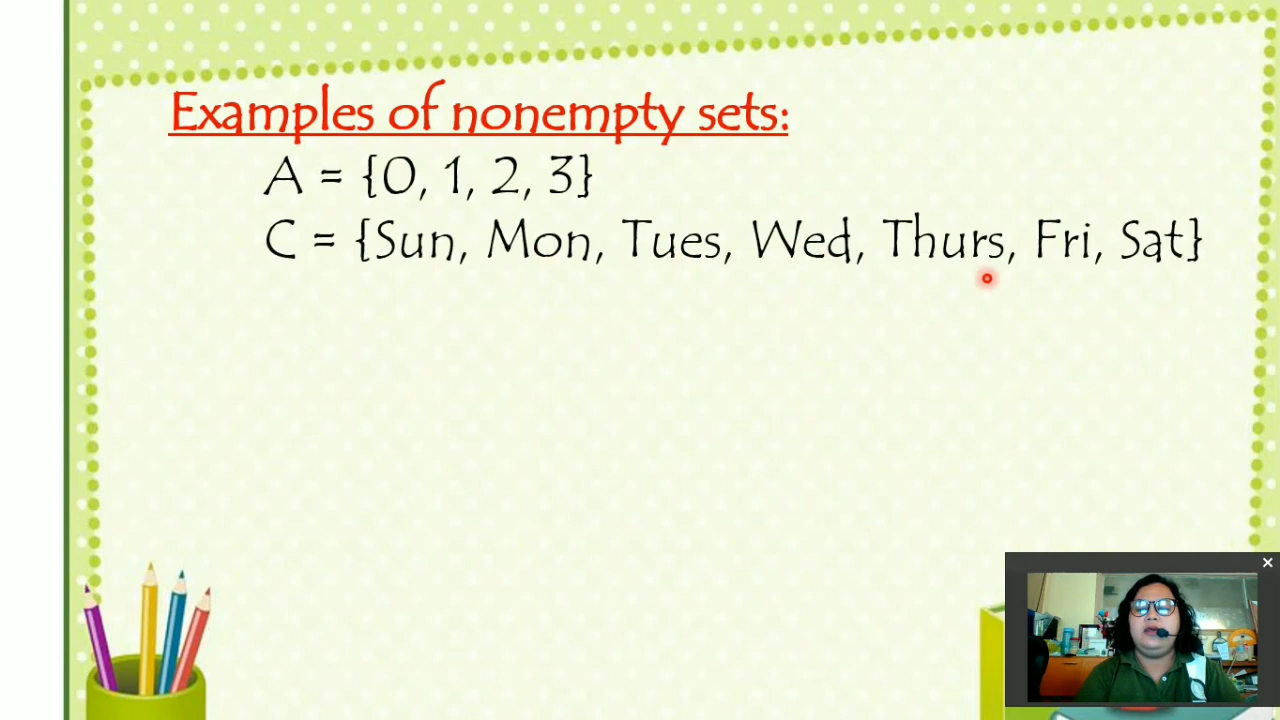 Examples of nonempty sets:
A = {0, 1, 2, 3}
C = {Sun, Mon, Tues, Wed, Thurs, Fri, Sat}